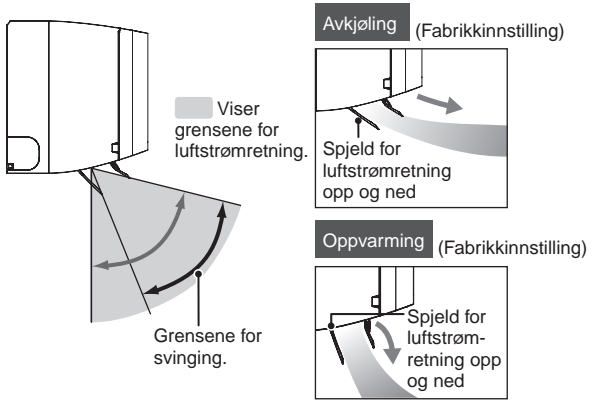 Viser
grensene for
luftstrømretning.
Grensene for
svinging.
Avkjøling (Fabrikkinnstilling)
Spjeld for
luftstrømretning
opp og ned
Oppvarming (Fabrikkinnstilling)
Spjeld for
luftstrøm-
retning opp
og ned